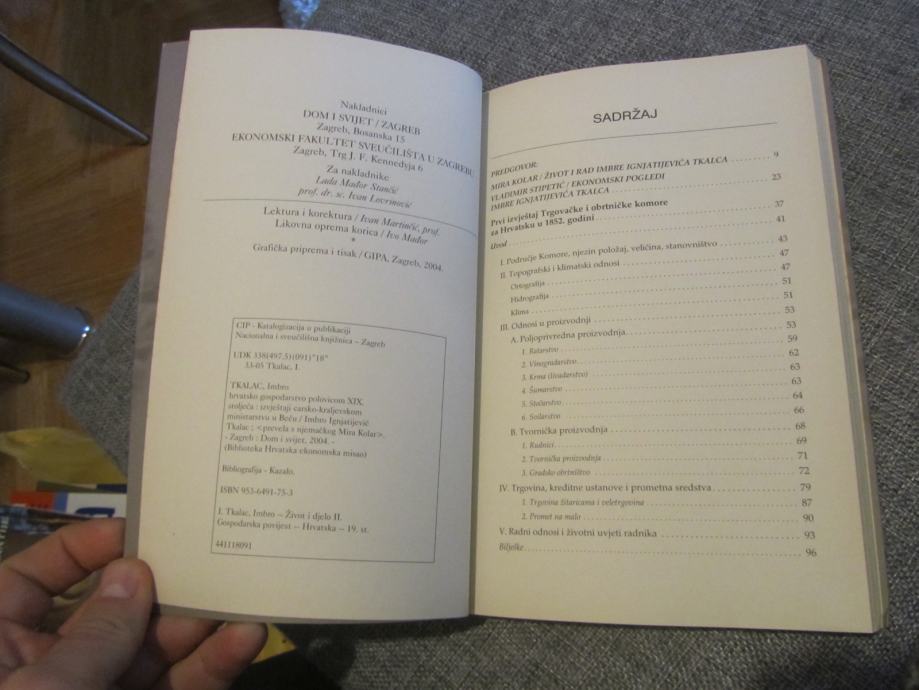 Nakladnici
DOM I SVIJET / ZAGREB
Zagreb, Bosanska 15
EKONOMSKI FAKULTET SVEUČILIŠTA U ZAGREBU
Zagreb, Trg J. F. Kennedyja 6
Za nakladnike
Lada Mador Stančić
prof. dr. sc. Ivan Lovrinović
Lektura i korektura / Ivan Martinčić, prof.
Likovna oprema korica / Ivo Mador
*
Grafička priprema i tisak / GIPA, Zagreb, 2004.
CIP - Katalogizacija u publikaciji
Nacionalna i sveučilišna knjižnica – Zagreb
UDK 338(497.5)(091)"18"
33-05 Tkalac, I.
TKALAC, Imbro
hrvatsko gospodarstvo polovicom XIX.
stoljeća : izvještaji carsko-kraljevskom
ministarstvu u Beču / Imbro Ignjatijević
Tkalac ; <prevela s njemačkog Mira Kolar>.
- Zagreb : Dom i svijet, 2004. -
(Biblioteka Hrvatska ekonomska misao)
Bibliografija - Kazalo.
ISBN 953-6491-75-3
I. Tkalac, Imbro – Život i djelo II.
Gospodarska povijest – Hrvatska – 19. st.
441118091
SADRŽAJ
PREDGOVOR:
MIRA KOLAR / ŽIVOT I RAD IMBRE IGNJATIJEVIĆA TKALCA 9
VLADIMIR STIPETIĆ / EKONOMSKI POGLEDI
IMBRE IGNJATIJEVIĆA TKALCA 23
Prvi izvještaj Trgovačke i obrtničke komore
za Hrvatsku u 1852. godini 37
Uvod 41
I. Područje Komore, njezin položaj, veličina, stanovništvo 43
II. Topografski i klimatski odnosi 47
Ortografija 47
Hidrografija 51
Klima 51
III. Odnosi u proizvodnji 53
A. Poljoprivredna proizvodnja 53
1. Ratarstvo 59
2. Vinogradarstvo 62
3. Krma (livadarstvo) 63
4. Šumarstvo 63
5. Stočarstvo 64
6. Svilarstvo 66
B. Tvornička proizvodnja 68
1. Rudnici 69
2. Tvornička proizvodnja 71
3. Gradsko obrtništvo 72
IV. Trgovina, kreditne ustanove i prometna sredstva 79
1. Trgovina žitaricama i veletrgovina 87
2. Promet na malo 90
V. Radni odnosi i životni uvjeti radnika 93
Bilješke 96